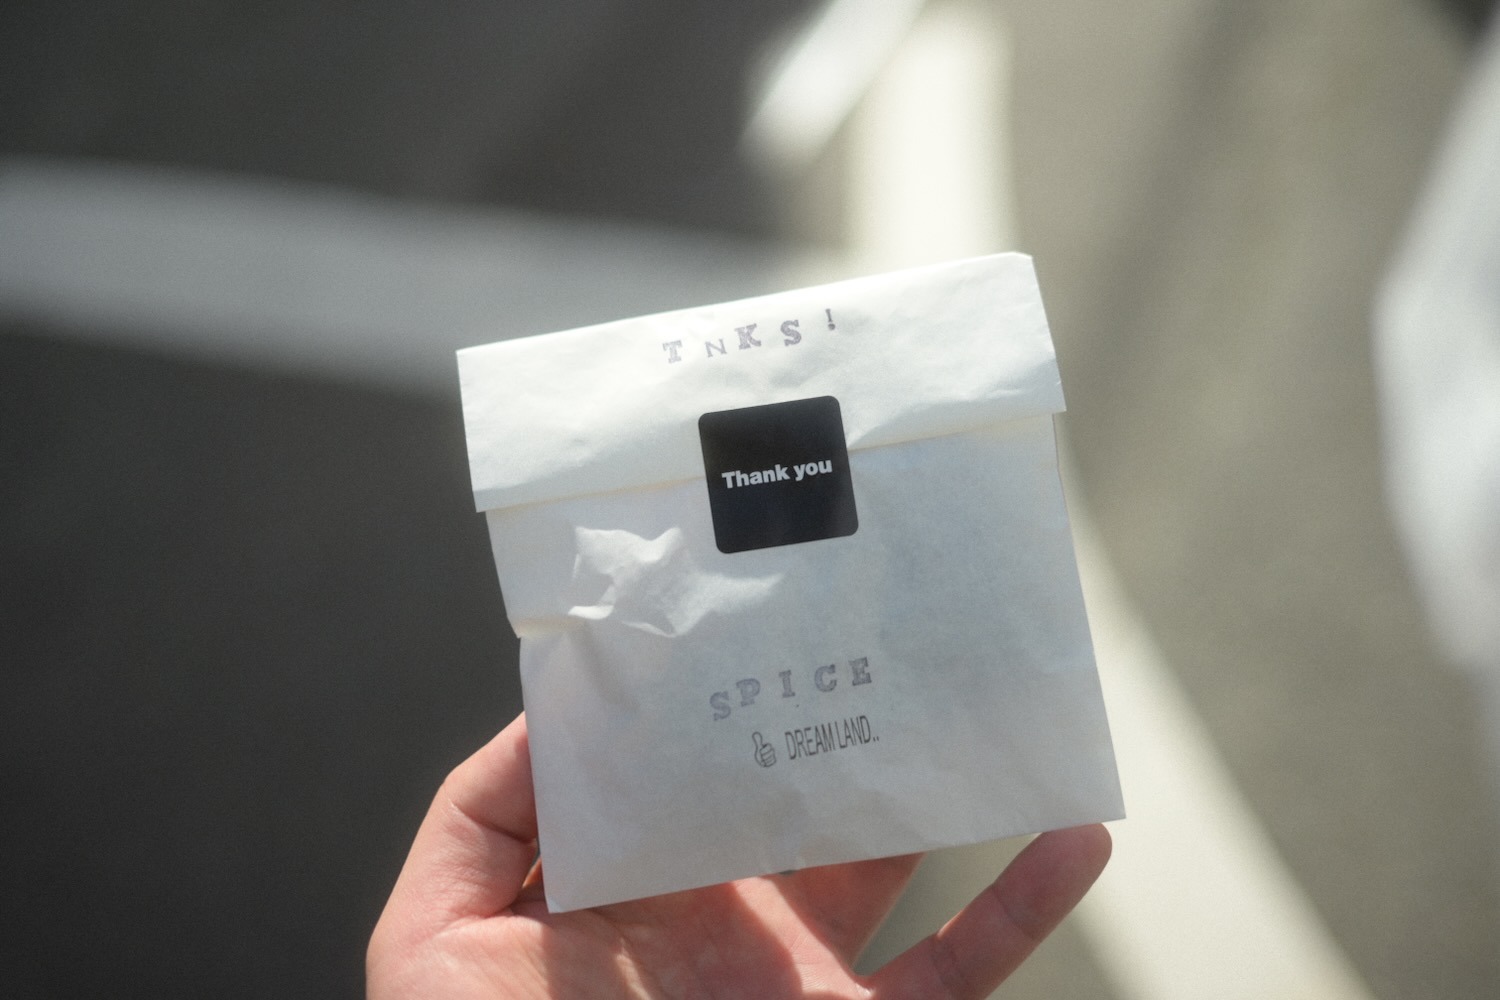 TNKS!
Thank you
SPICE
DREAM LAND..